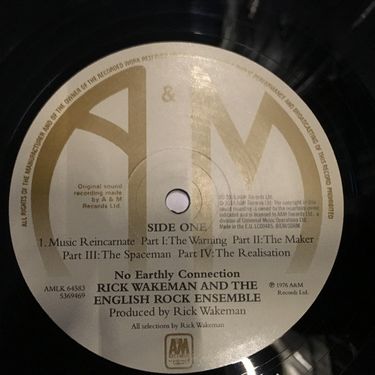 ALL RIGHTS OF THE MANUFACTURER AND OF THE OWNER OF THE RECORDED WORK RESERVED
PERFORMANCE AND BROADCASTING OF THIS RECORD PROHIBITED
A & M
Original sound
recording made
by A & M
Records Ltd.
SIDE ONE
1. Music Reincarnate Part I: The Warning Part II: The Maker
Part III: The Spaceman Part IV: The Realisation
No Earthly Connection
AMLK 64583
5369469
RICK WAKEMAN AND THE
ENGLISH ROCK ENSEMBLE
℗ 1976 A&M
Records Ltd.
Produced by Rick Wakeman
All selections by Rick Wakeman
A&M